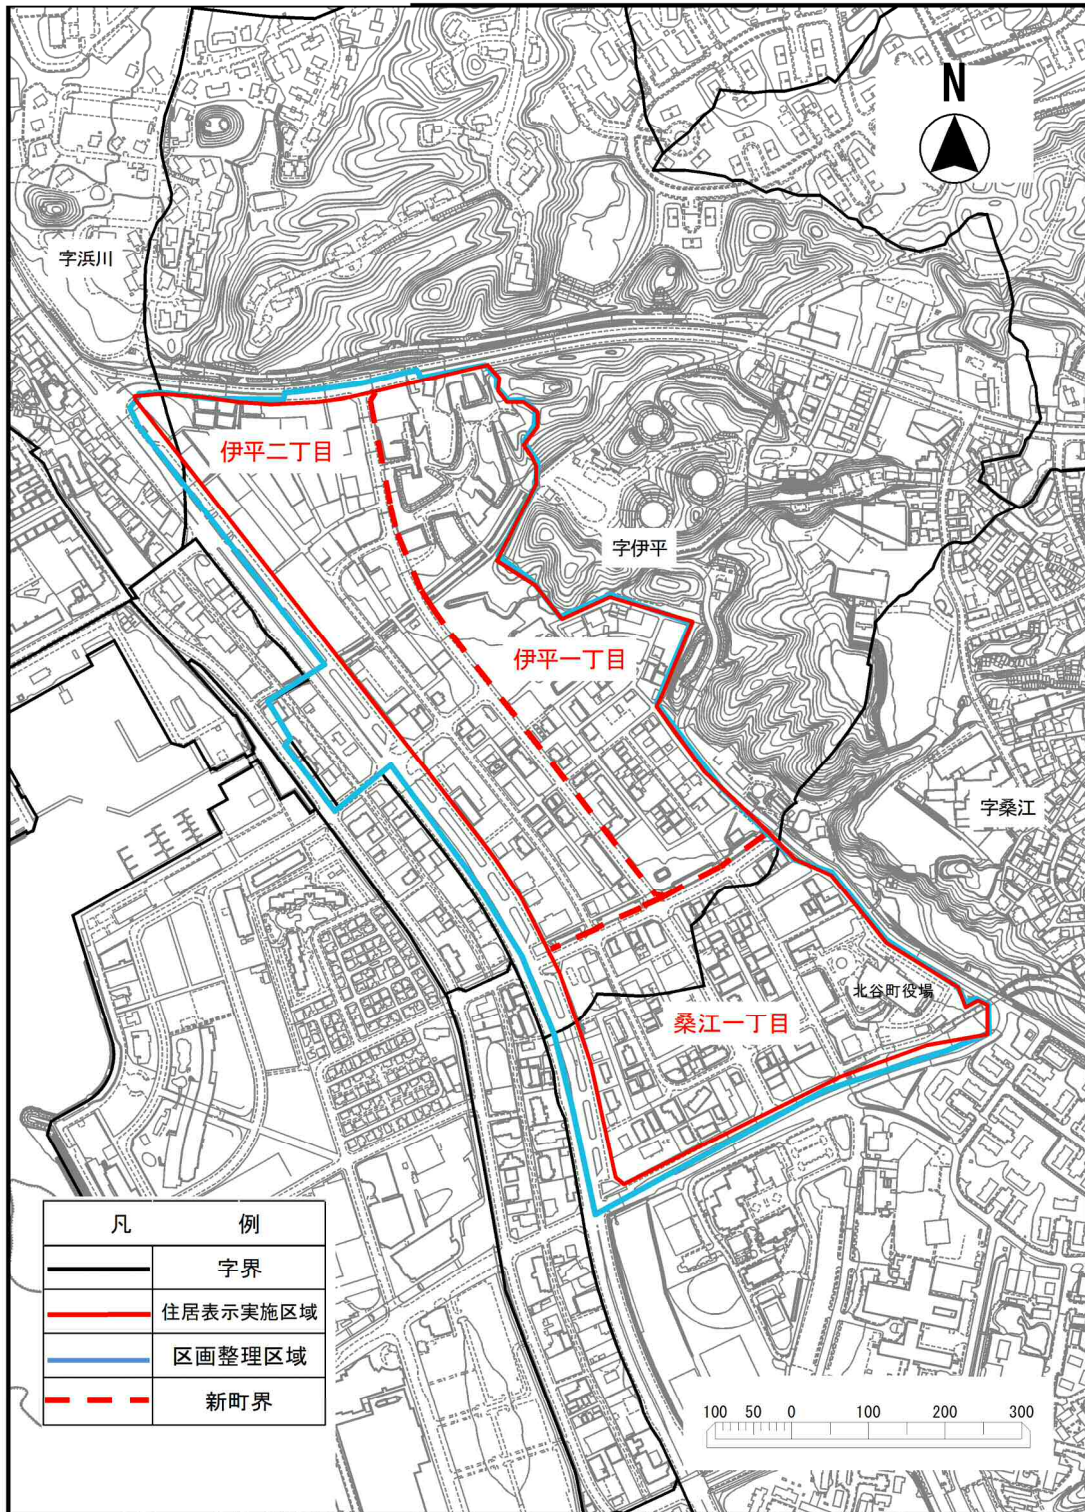 N
字浜川
伊平二丁目
字伊平
伊平一丁目
字桑江
北谷町役場
桑江一丁目
凡 例
字界
住居表示実施区域
区画整理区域
新町界
100 50 0 100 200 300